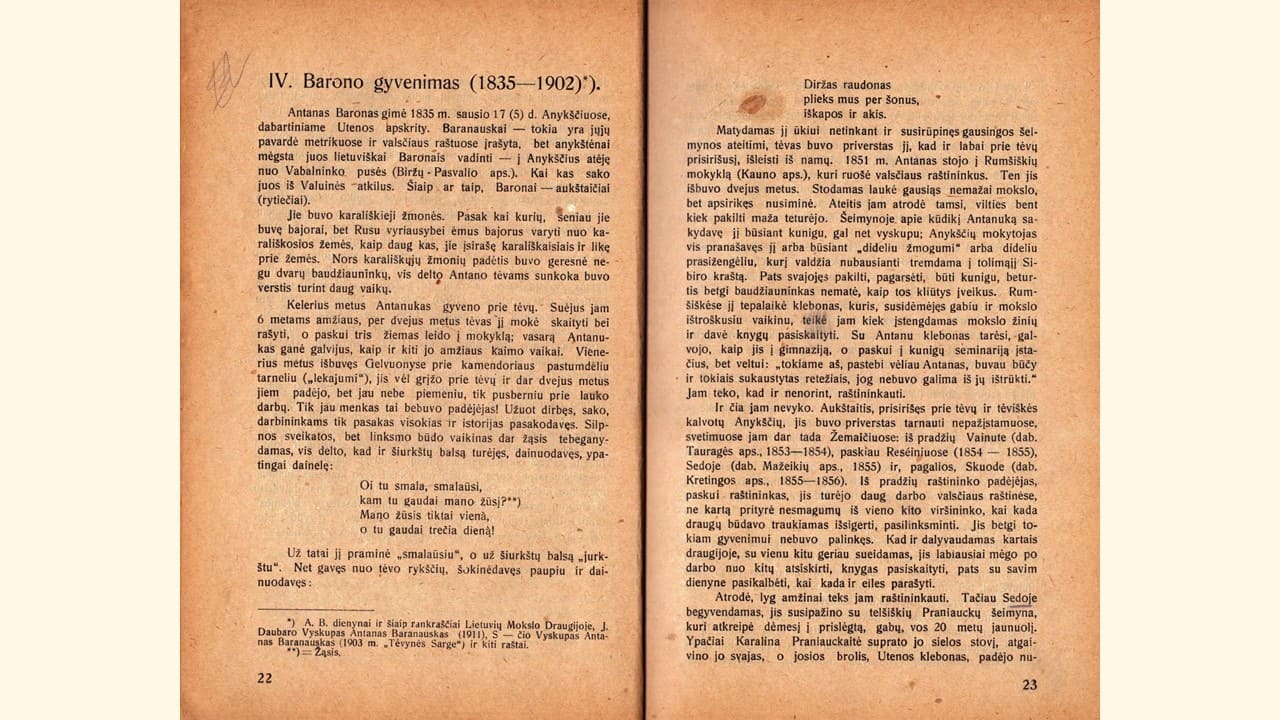 IV. Barono gyvenimas (1835—1902)*).
Antanas Baronas gimė 1835 m. sausio 17 (5) d. Anykščiuose,
dabartiniame Utenos apskrity. Baranauskai — tokia yra jųjų
pavardė metrikuose ir valsčiaus raštuose įrašyta, bet anykštėnai
mėgsta juos lietuviškai Baronais vadinti — į Anykščius atėję
nuo Vabalninko pusės (Biržų - Pasvalio aps.). Kai kas sako
juos iš Valuinės atkilus. Šiaip ar taip, Baronai — aukštaičiai
(rytiečiai).
Jie buvo karališkieji žmonės. Pasak kai kurių, šeniau jie
buvę bajorai, bet Rusu vyriausybei ėmus bajorus varyti nuo ka-
rališkosios žemės, kaip daug kas, jie įsirašę karališkaisiais ir likę
prie žemės. Nors karališkųjų žmonių padėtis buvo geresnė ne-
gu dvarų baudžiauninkų, vis delto Antano tėvams sunkoka buvo
verstis turint daug vaikų.
Kelerius metus Antanukas gyveno prie tėvų. Suėjus jam
6 metams amžiaus, per dvejus metus tėvas jį mokė skaityti bei
rašyti, o paskui tris žiemas leido į mokyklą; vasarą Antanu-
kas ganė galvijus, kaip ir kiti jo amžiaus kaimo vaikai. Viene-
rius metus išbuvęs Gelvuonyse prie kamendoriaus pastumdėliu
tarneliu („lekajumi“), jis vėl grįžo prie tėvų ir dar dvejus metus
jiem padėjo, bet jau nebe piemeniu, tik pusberniu prie lauko
darbų. Tik jau menkas tai bebuvo padėjėjas! Užuot dirbęs, sako,
darbininkams tik pasakas visokias ir istorijas pasakodavęs. Silp-
nos sveikatos, bet linksmo būdo vaikinas dar žąsis tebegany-
damas, vis delto, kad ir šiurkštų balsą turėjęs, dainuodavęs, ypa-
tingai dainelę:
Oi tu smala, smalaūsi,
kam tu gaudai mano žūsį?**)
Mano žūsis tiktai vienà,
o tu gaudai trečia dieną!
Už tatai jį praminė „smalaūsiu“, o už šiurkštų balsą „jurk-
štu“. Net gavęs nuo tėvo rykščių, šokinėdavęs paupiu ir dai-
nuodavęs:
*) A. B. dienynai ir šiaip rankraščiai Lietuvių Mokslo Draugijoje, J.
Daubaro Vyskupas Antanas Baranauskas (1911), S — čio Vyskupas Anta-
nas Baranauskas (1903 m. „Tėvynės Sarge“) ir kiti raštai.
**) = Žąsis.
22
Diržas raudonas
plieks mus per šonus,
iškapos ir akis.
Matydamas jį ūkiui netinkant ir susirūpinęs gausingos šei-
mynos ateitimi, tėvas buvo priverstas jį, kad ir labai prie tėvų
prisirišusį, išleisti iš namų. 1851 m. Antanas stojo į Rumšiškių
mokyklą (Kauno aps.), kuri ruošė valsčiaus raštininkus. Ten jis
išbuvo dvejus metus. Stodamas laukė gausiąs nemažai mokslo,
bet apsirikęs nusiminė. Ateitis jam atrodė tamsi, vilties bent
kiek pakilti maža teturėjo. Šeimynoje apie kūdikį Antanuką sa-
kydavę jį būsiant kunigu, gal net vyskupu; Anykščių mokytojas
vis pranašavęs jį arba būsiant „dideliu žmogumi“ arba dideliu
prasižengėliu, kurį valdžia nubausianti tremdama į tolimąjį Si-
biro kraštą. Pats svajojęs pakilti, pagarsėti, būti kunigu, betur-
tis betgi baudžiauninkas nematė, kaip tos kliūtys įveikus. Rum-
šiškėse jį tepalaikė klebonas, kuris, susidėmėjęs gabiu ir mokslo
ištroškusiu vaikinu, teikė jam kiek įstengdamas mokslo žinių
ir davė knygų pasiskaityti. Su Antanu klebonas tarėsi, gal-
vojo, kaip jis į gimnaziją, o paskui į kunigų seminariją įsta-
čius, bet veltui: „tokiame aš, pastebi vėliau Antanas, buvau būčy
ir tokiais sukaustytas retežiais, jog nebuvo galima iš jų ištrūkti.“
Jam teko, kad ir nenorint, raštininkauti.
Ir čia jam nevyko. Aukštaitis, prisirišęs prie tėvų ir tėviškės
kalvotų Anykščių, jis buvo priverstas tarnauti nepažįstamuose,
svetimuose jam dar tada Žemaičiuose: iš pradžių Vainute (dab.
Tauragės aps., 1853—1854), paskiau Reséiniuose (1854 — 1855),
Sedoje (dab. Mažeikių aps., 1855) ir, pagalios, Skuode (dab.
Kretingos aps., 1855—1856). Iš pradžių raštininko padėjėjas,
paskui raštininkas, jis turėjo daug darbo valsčiaus raštinėse,
ne kartą prityrė nesmagumų iš vieno kito viršininko, kai kada
draugų būdavo traukiamas išsigerti, pasilinksminti. Jis betgi to-
kiam gyvenimui nebuvo palinkęs. Kad ir dalyvaudamas kartais
draugijoje, su vienu kitu geriau sueidamas, jis labiausiai mėgo po
darbo nuo kitų atsiskirti, knygas pasiskaityti, pats su savim
dienyne pasikalbėti, kai kada ir eiles parašyti.
Atrodė, lyg amžinai teks jam raštininkauti. Tačiau Sedoje
begyvendamas, jis susipažino su telšiškių Praniauckų šeimyna,
kuri atkreipė dėmesį į prislėgtą, gabų, vos 20 metų jaunuolį.
Ypačiai Karalina Praniauckaitė suprato jo sielos stovį, atgai-
vino jo svajas, o josios brolis, Utenos klebonas, padėjo nu-
23